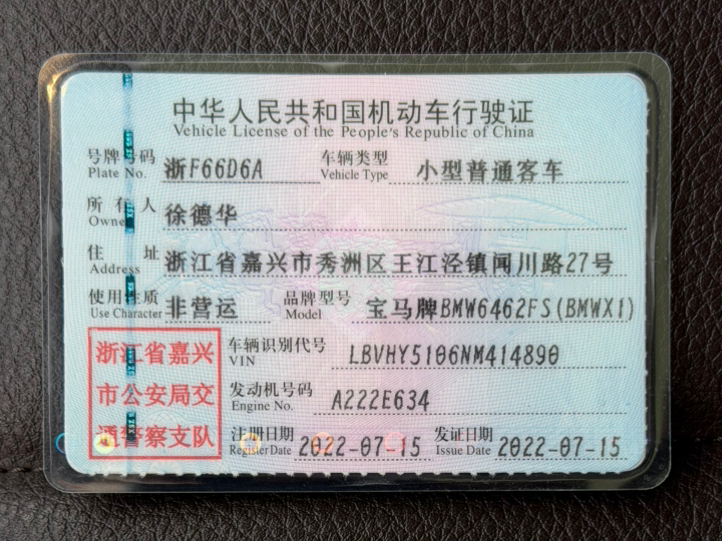 中华人民共和国机动车行驶证
Vehicle License of the People's Republic of China
号牌号码 浙F66D6A 车辆类型 小型普通客车
Plate No. Vehicle Type
所有人 徐德华
Owner
住址 浙江省嘉兴市秀洲区王江泾镇闻川路27号
Address
使用性质 非营运 品牌型号 宝马牌BMW6462FS(BMWX1)
Use Character Model
浙江省嘉兴
市公安局交
通警察支队
车辆识别代号 LBVHY5106NM414890
VIN
发动机号码 A222E634
Engine No.
注册日期 2022-07-15 发证日期 2022-07-15
Register Date Issue Date